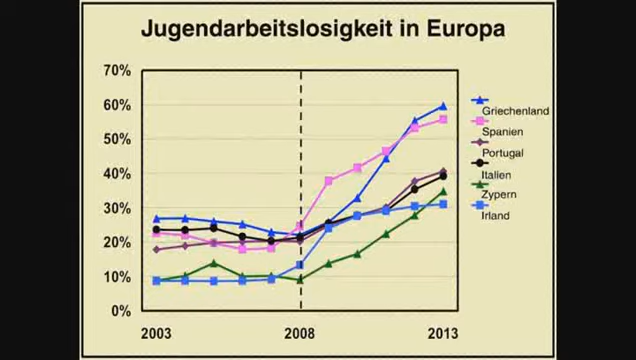 Jugendarbeitslosigkeit in Europa
70%
60%
50%
40%
30%
20%
10%
0%
2003 2008 2013
Griechenland
Spanien
Portugal
Italien
Zypern
Irland